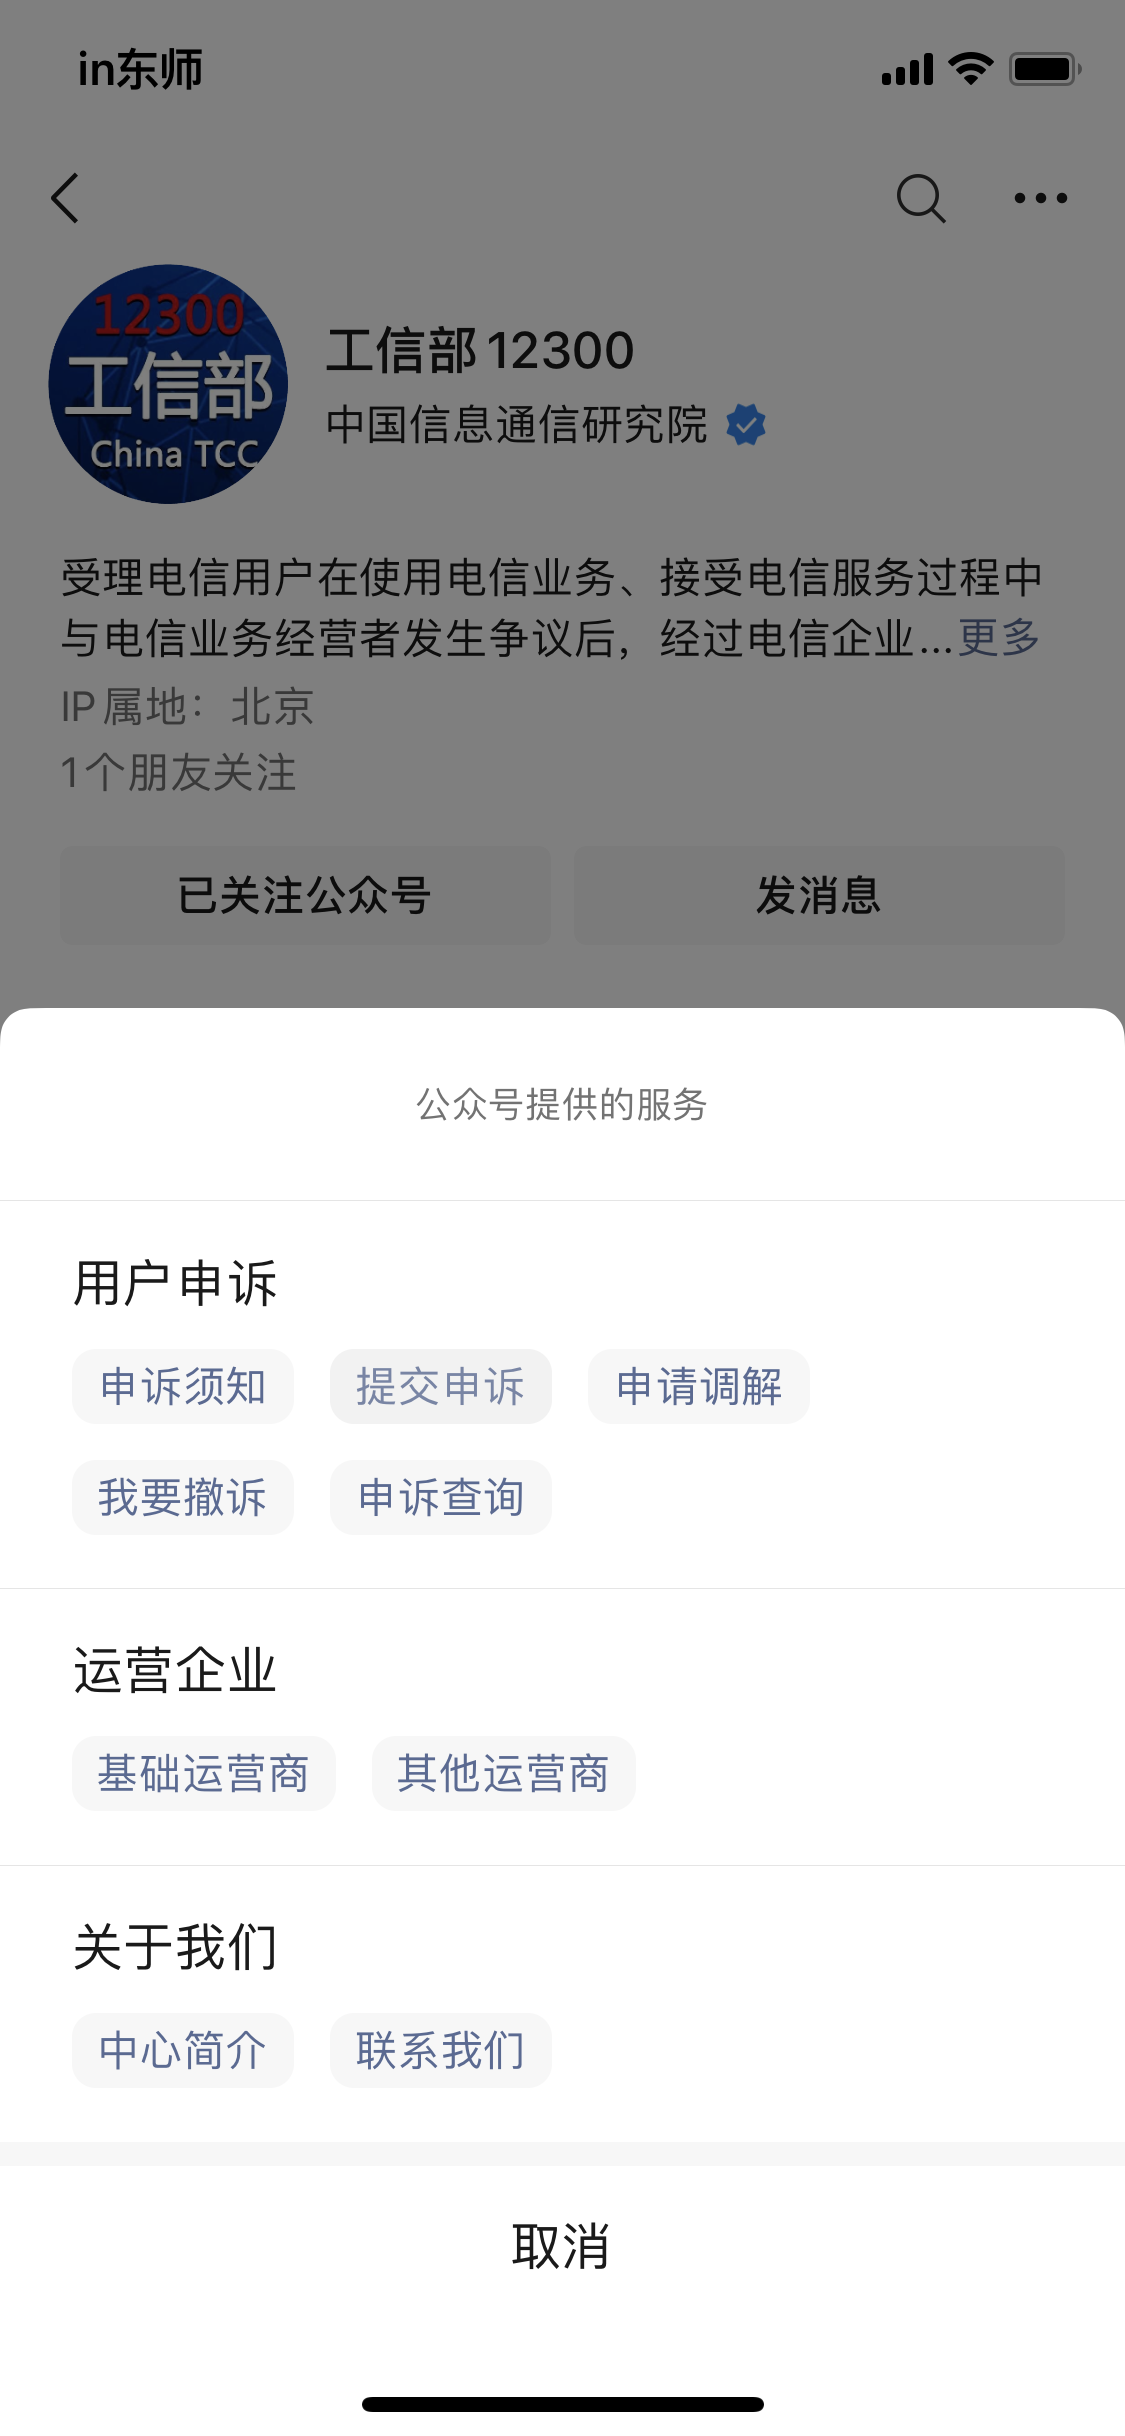 in东师
12300
工信部
China TCC
工信部12300
中国信息通信研究院
受理电信用户在使用电信业务、接受电信服务过程中
与电信业务经营者发生争议后，经过电信企业...更多
IP属地：北京
1个朋友关注
已关注公众号 发消息
公众号提供的服务
用户申诉
申诉须知 提交申诉 申请调解
我要撤诉 申诉查询
运营企业
基础运营商 其他运营商
关于我们
中心简介 联系我们
取消